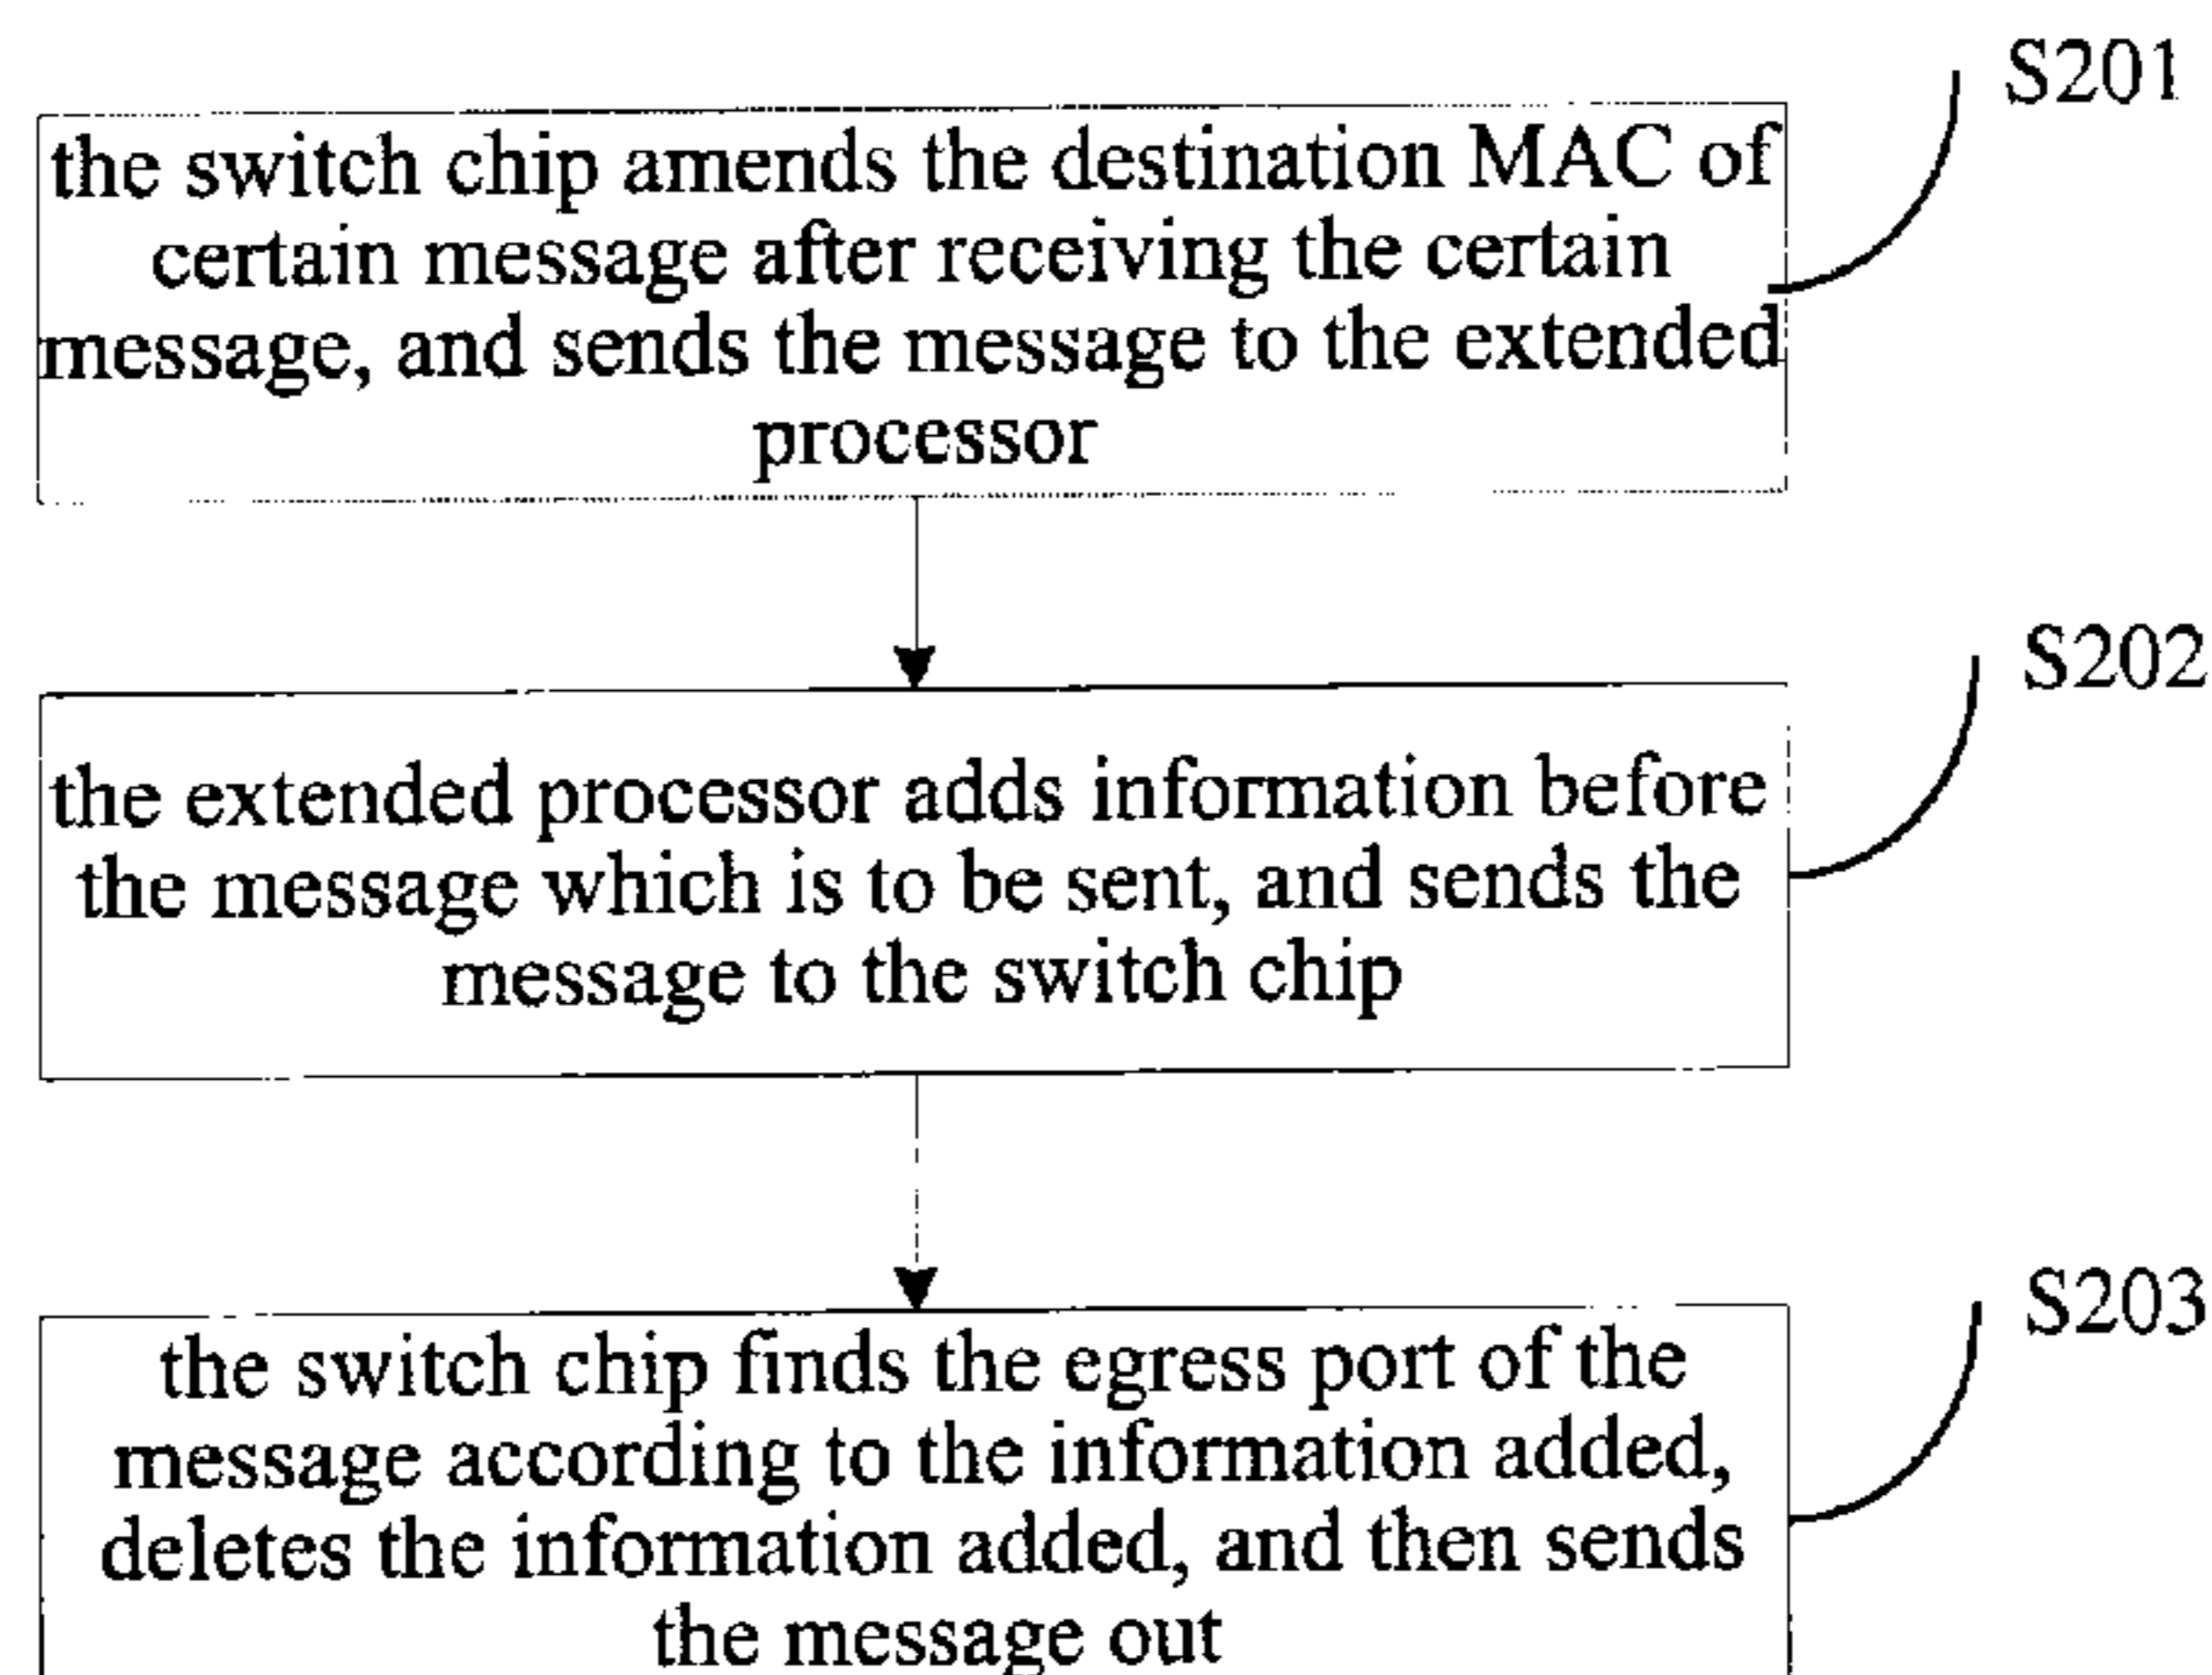 S201
the switch chip amends the destination MAC of
certain message after receiving the certain
message, and sends the message to the extended
processor
S202
the extended processor adds information before
the message which is to be sent, and sends the
message to the switch chip
S203
the switch chip finds the egress port of the
message according to the information added,
deletes the information added, and then sends
the message out